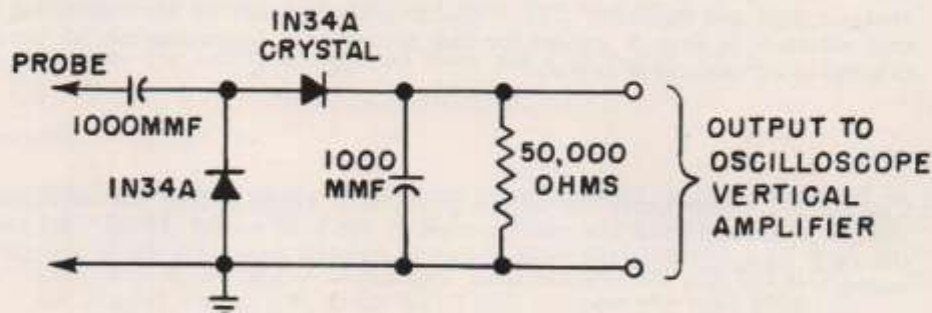 1N34A
CRYSTAL
PROBE
1000MMF
1N34A
1000
MMF
50,000
OHMS
OUTPUT TO
OSCILLOSCOPE
VERTICAL
AMPLIFIER